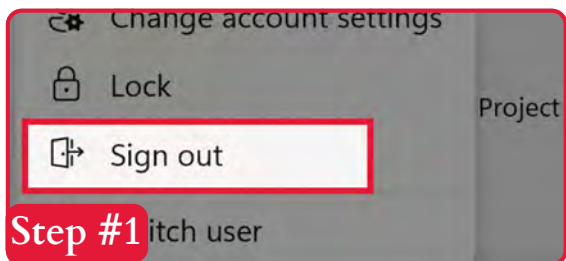 Change account settings
Lock
Project
Sign out
Step #1
itch user